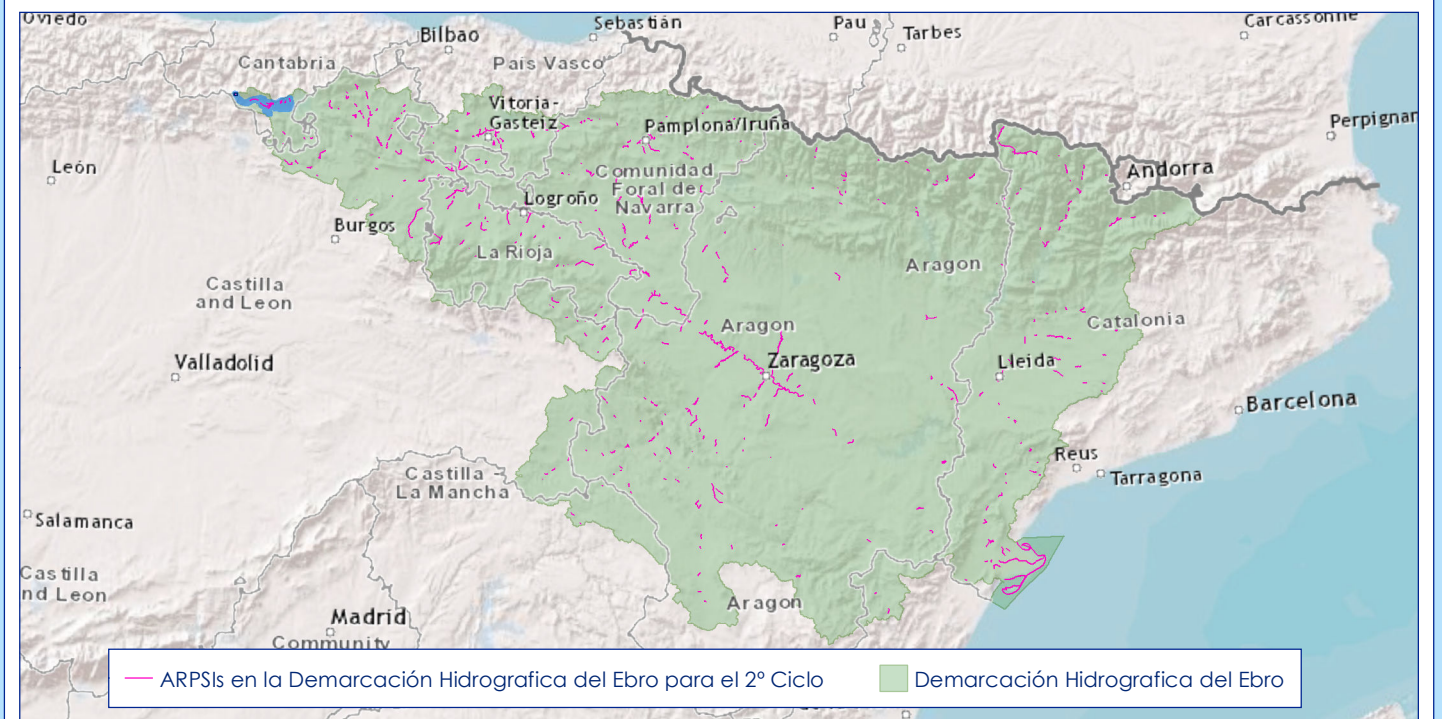 Oviedo
Sebastián
Pau
Carcassonne
Bilbao
Tarbes
Cantabria
País Vasco
Vitoria-
Gasteiz
Pamplona/Iruña
Perpignan
León
Comunidad
Foral de
Navarra
Andorra
Logroño
Burgos
La Rioja
Aragon
Castilla
and Leon
Aragon
Catalonia
Valladolid
Zaragoza
Lleida
Barcelona
Reus
Castilla -
La Mancha
Tarragona
Salamanca
Castilla
nd Leon
Aragon
Madrid
Community
ARPSIs en la Demarcación Hidrografica del Ebro para el 2º Ciclo
Demarcación Hidrografica del Ebro